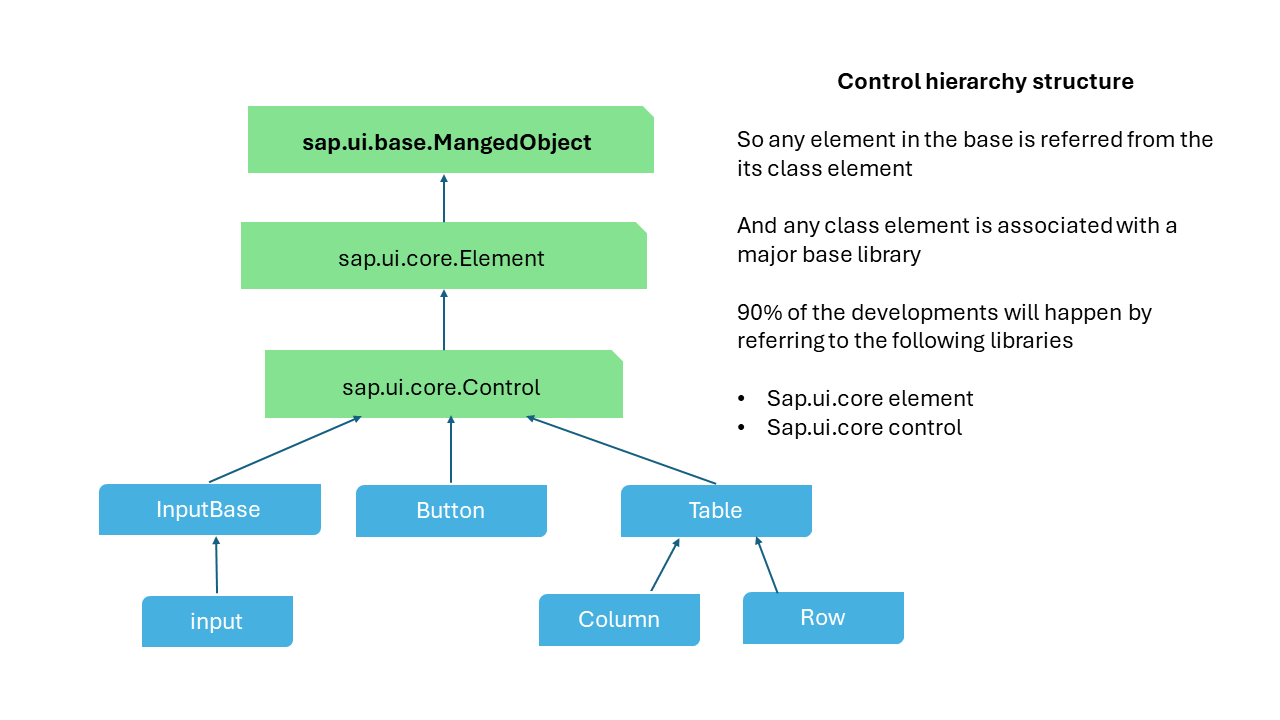 Control hierarchy structure
sap.ui.base.MangedObject
So any element in the base is referred from the
its class element
And any class element is associated with a
major base library
sap.ui.core.Element
90% of the developments will happen by
referring to the following libraries
sap.ui.core.Control
• Sap.ui.core element
• Sap.ui.core control
InputBase
Button
Table
input
Column
Row